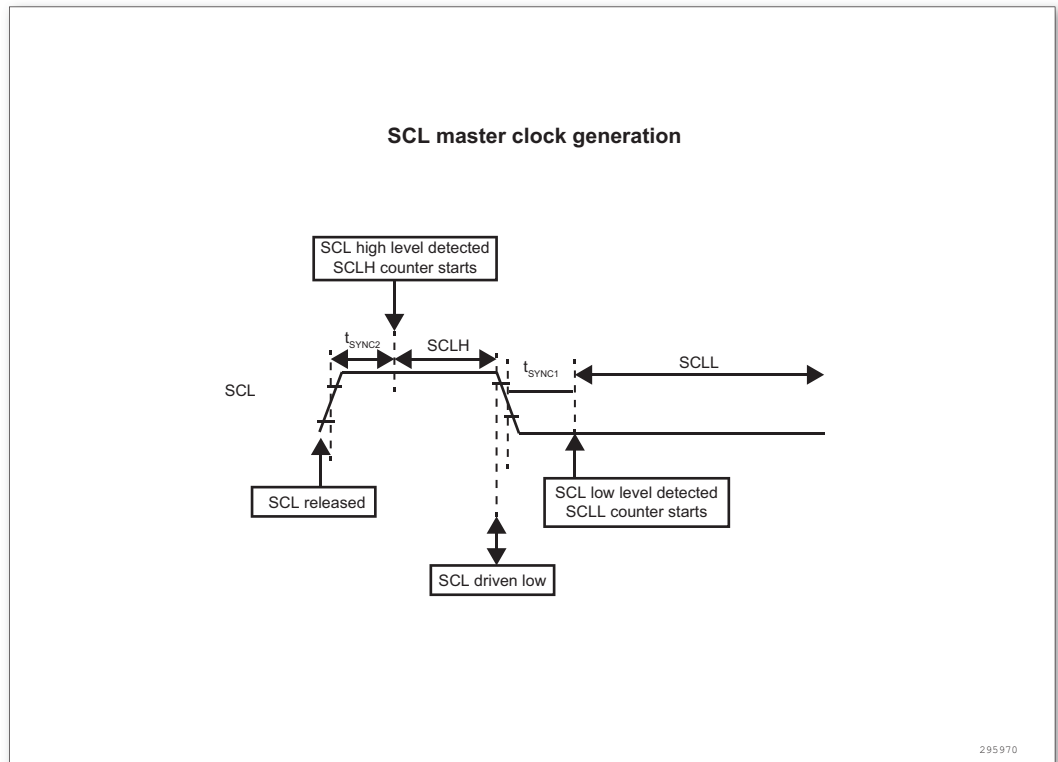 SCL master clock generation
SCL high level detected
SCLH counter starts
tSYNC2
SCLH
tSYNC1
SCLL
SCL
SCL released
SCL low level detected
SCLL counter starts
SCL driven low
295970